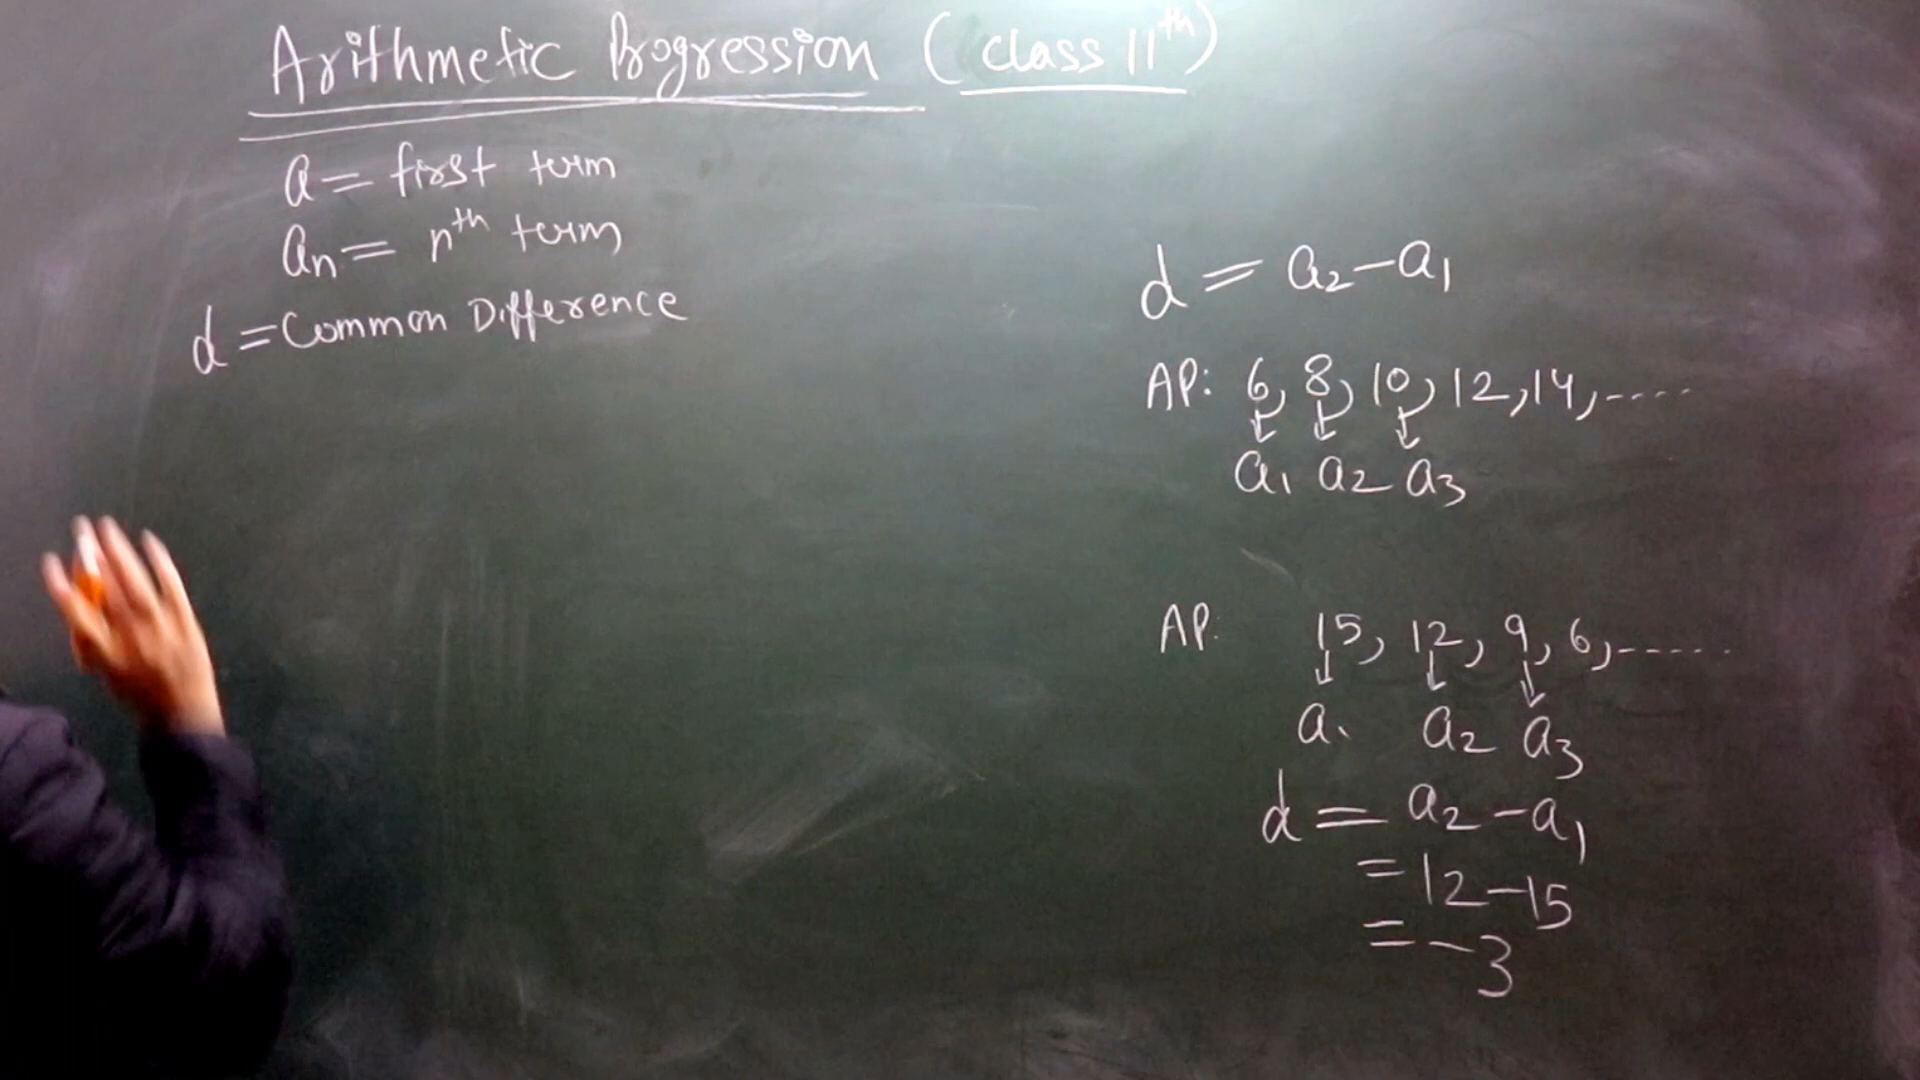 Arithmetic Progression (class 11th)
a = first term
an = nth term
d = Common Difference
d = a2 - a1
AP: 6, 8, 10, 12, 14, .....
a1 a2 a3
AP: 15, 12, 9, 6, ......
a1 a2 a3
d = a2 - a1
= 12 - 15
= -3